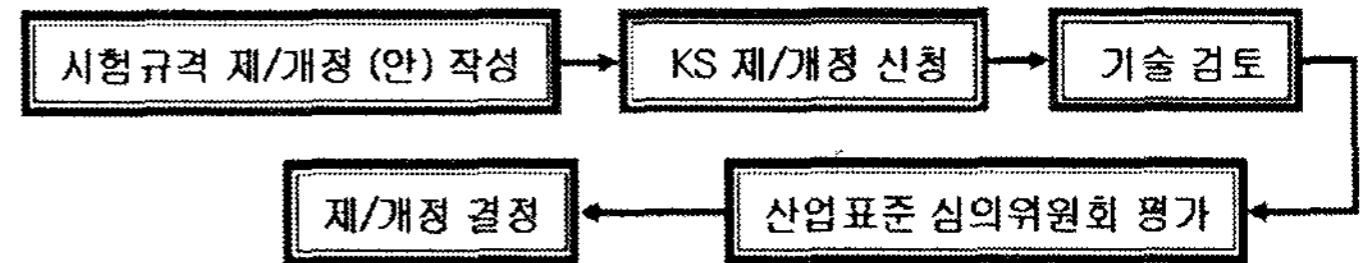 시험규격 제/개정 (안) 작성
KS 제/개정 신청
기술 검토
산업표준 심의위원회 평가
제/개정 결정